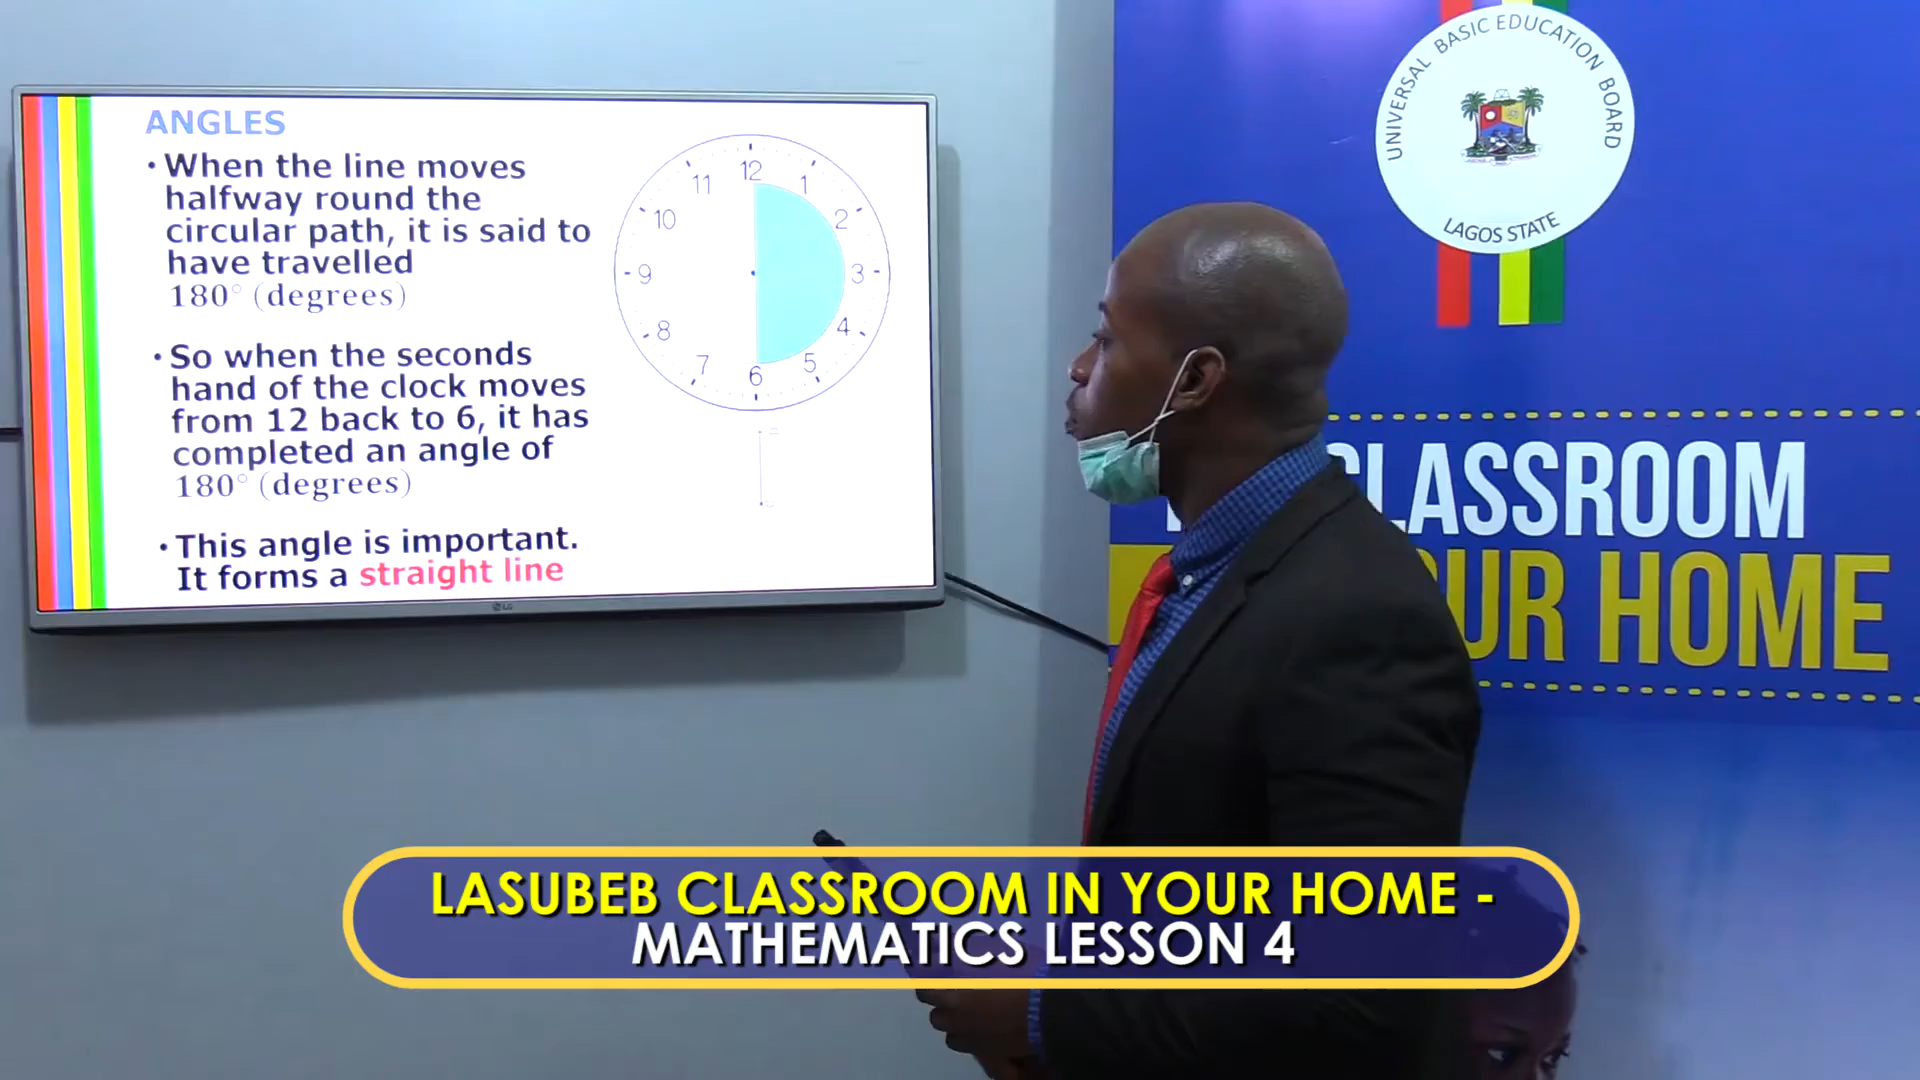 ANGLES
• When the line moves
halfway round the
circular path, it is said to
have travelled
180° (degrees)
• So when the seconds
hand of the clock moves
from 12 back to 6, it has
completed an angle of
180° (degrees)
• This angle is important.
It forms a straight line
12
1
2
3
4
5
6
7
8
9
10
11
LG
UNIVERSAL BASIC EDUCATION BOARD
LAGOS STATE
CLASSROOM
UR HOME
LASUBEB CLASSROOM IN YOUR HOME -
MATHEMATICS LESSON 4